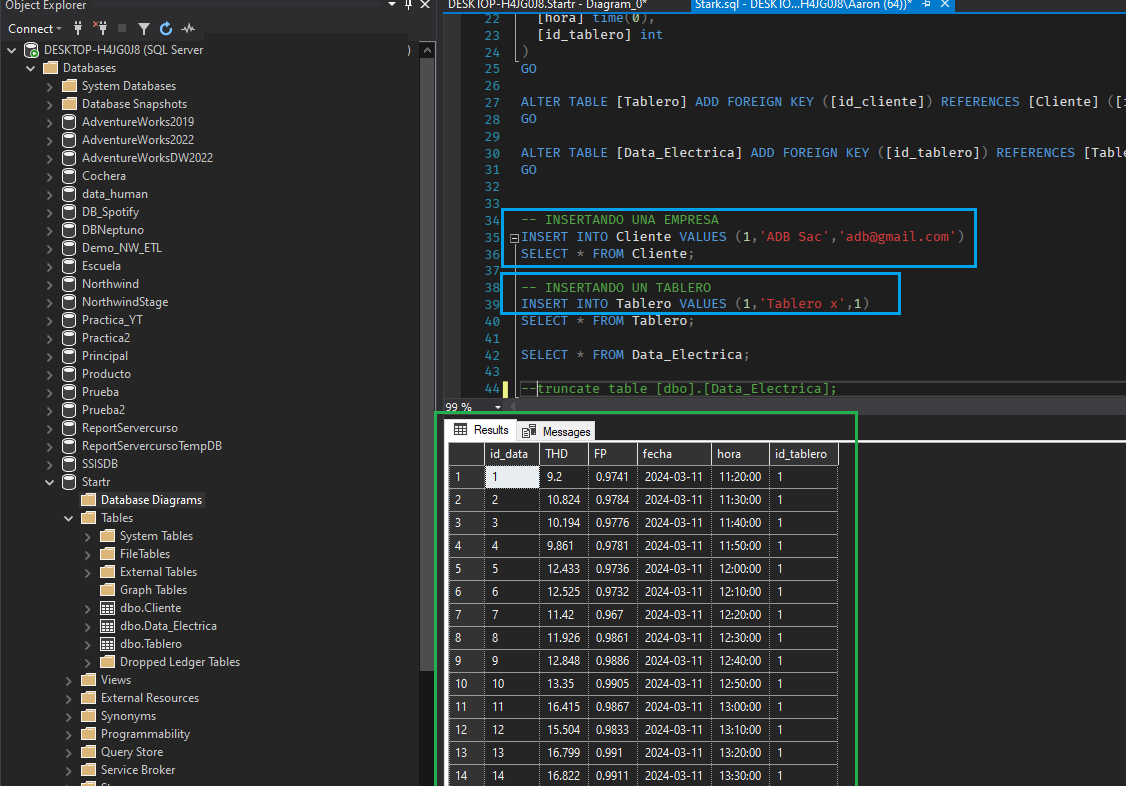 Object Explorer
Connect
DESKTOP-H4JG0J8 (SQL Server )
Databases
System Databases
Database Snapshots
AdventureWorks2019
AdventureWorks2022
AdventureWorksDW2022
Cochera
data_human
DB_Spotify
DBNeptuno
Demo_NW_ETL
Escuela
Northwind
NorthwindStage
Practica_YT
Practica2
Principal
Producto
Prueba
Prueba2
ReportServercurso
ReportServercursoTempDB
SSISDB
Startr
Database Diagrams
Tables
System Tables
FileTables
External Tables
Graph Tables
dbo.Cliente
dbo.Data_Electrica
dbo.Tablero
Dropped Ledger Tables
Views
External Resources
Synonyms
Programmability
Query Store
Service Broker
DESKTOP-H4JG0J8.Startr - Diagram_0*
Stark.sql - DESKTO...H4JG0J8\Aaron (64))*
22 [hora] time(0),
23 [id_tablero] int
24 )
25 GO
26
27 ALTER TABLE [Tablero] ADD FOREIGN KEY ([id_cliente]) REFERENCES [Cliente] ([
28 GO
29
30 ALTER TABLE [Data_Electrica] ADD FOREIGN KEY ([id_tablero]) REFERENCES [Tabl
31 GO
32
33
34 -- INSERTANDO UNA EMPRESA
35 INSERT INTO Cliente VALUES (1,'ADB Sac','adb@gmail.com')
36 SELECT * FROM Cliente;
37
38 -- INSERTANDO UN TABLERO
39 INSERT INTO Tablero VALUES (1,'Tablero x',1)
40 SELECT * FROM Tablero;
41
42 SELECT * FROM Data_Electrica;
43
44 --truncate table [dbo].[Data_Electrica];
99 %
Results Messages
id_data THD FP fecha hora id_tablero
1 1 9.2 0.9741 2024-03-11 11:20:00 1
2 2 10.824 0.9784 2024-03-11 11:30:00 1
3 3 10.194 0.9776 2024-03-11 11:40:00 1
4 4 9.861 0.9781 2024-03-11 11:50:00 1
5 5 12.433 0.9736 2024-03-11 12:00:00 1
6 6 12.525 0.9732 2024-03-11 12:10:00 1
7 7 11.42 0.967 2024-03-11 12:20:00 1
8 8 11.926 0.9861 2024-03-11 12:30:00 1
9 9 12.848 0.9886 2024-03-11 12:40:00 1
10 10 13.35 0.9905 2024-03-11 12:50:00 1
11 11 16.415 0.9867 2024-03-11 13:00:00 1
12 12 15.504 0.9833 2024-03-11 13:10:00 1
13 13 16.799 0.991 2024-03-11 13:20:00 1
14 14 16.822 0.9911 2024-03-11 13:30:00 1